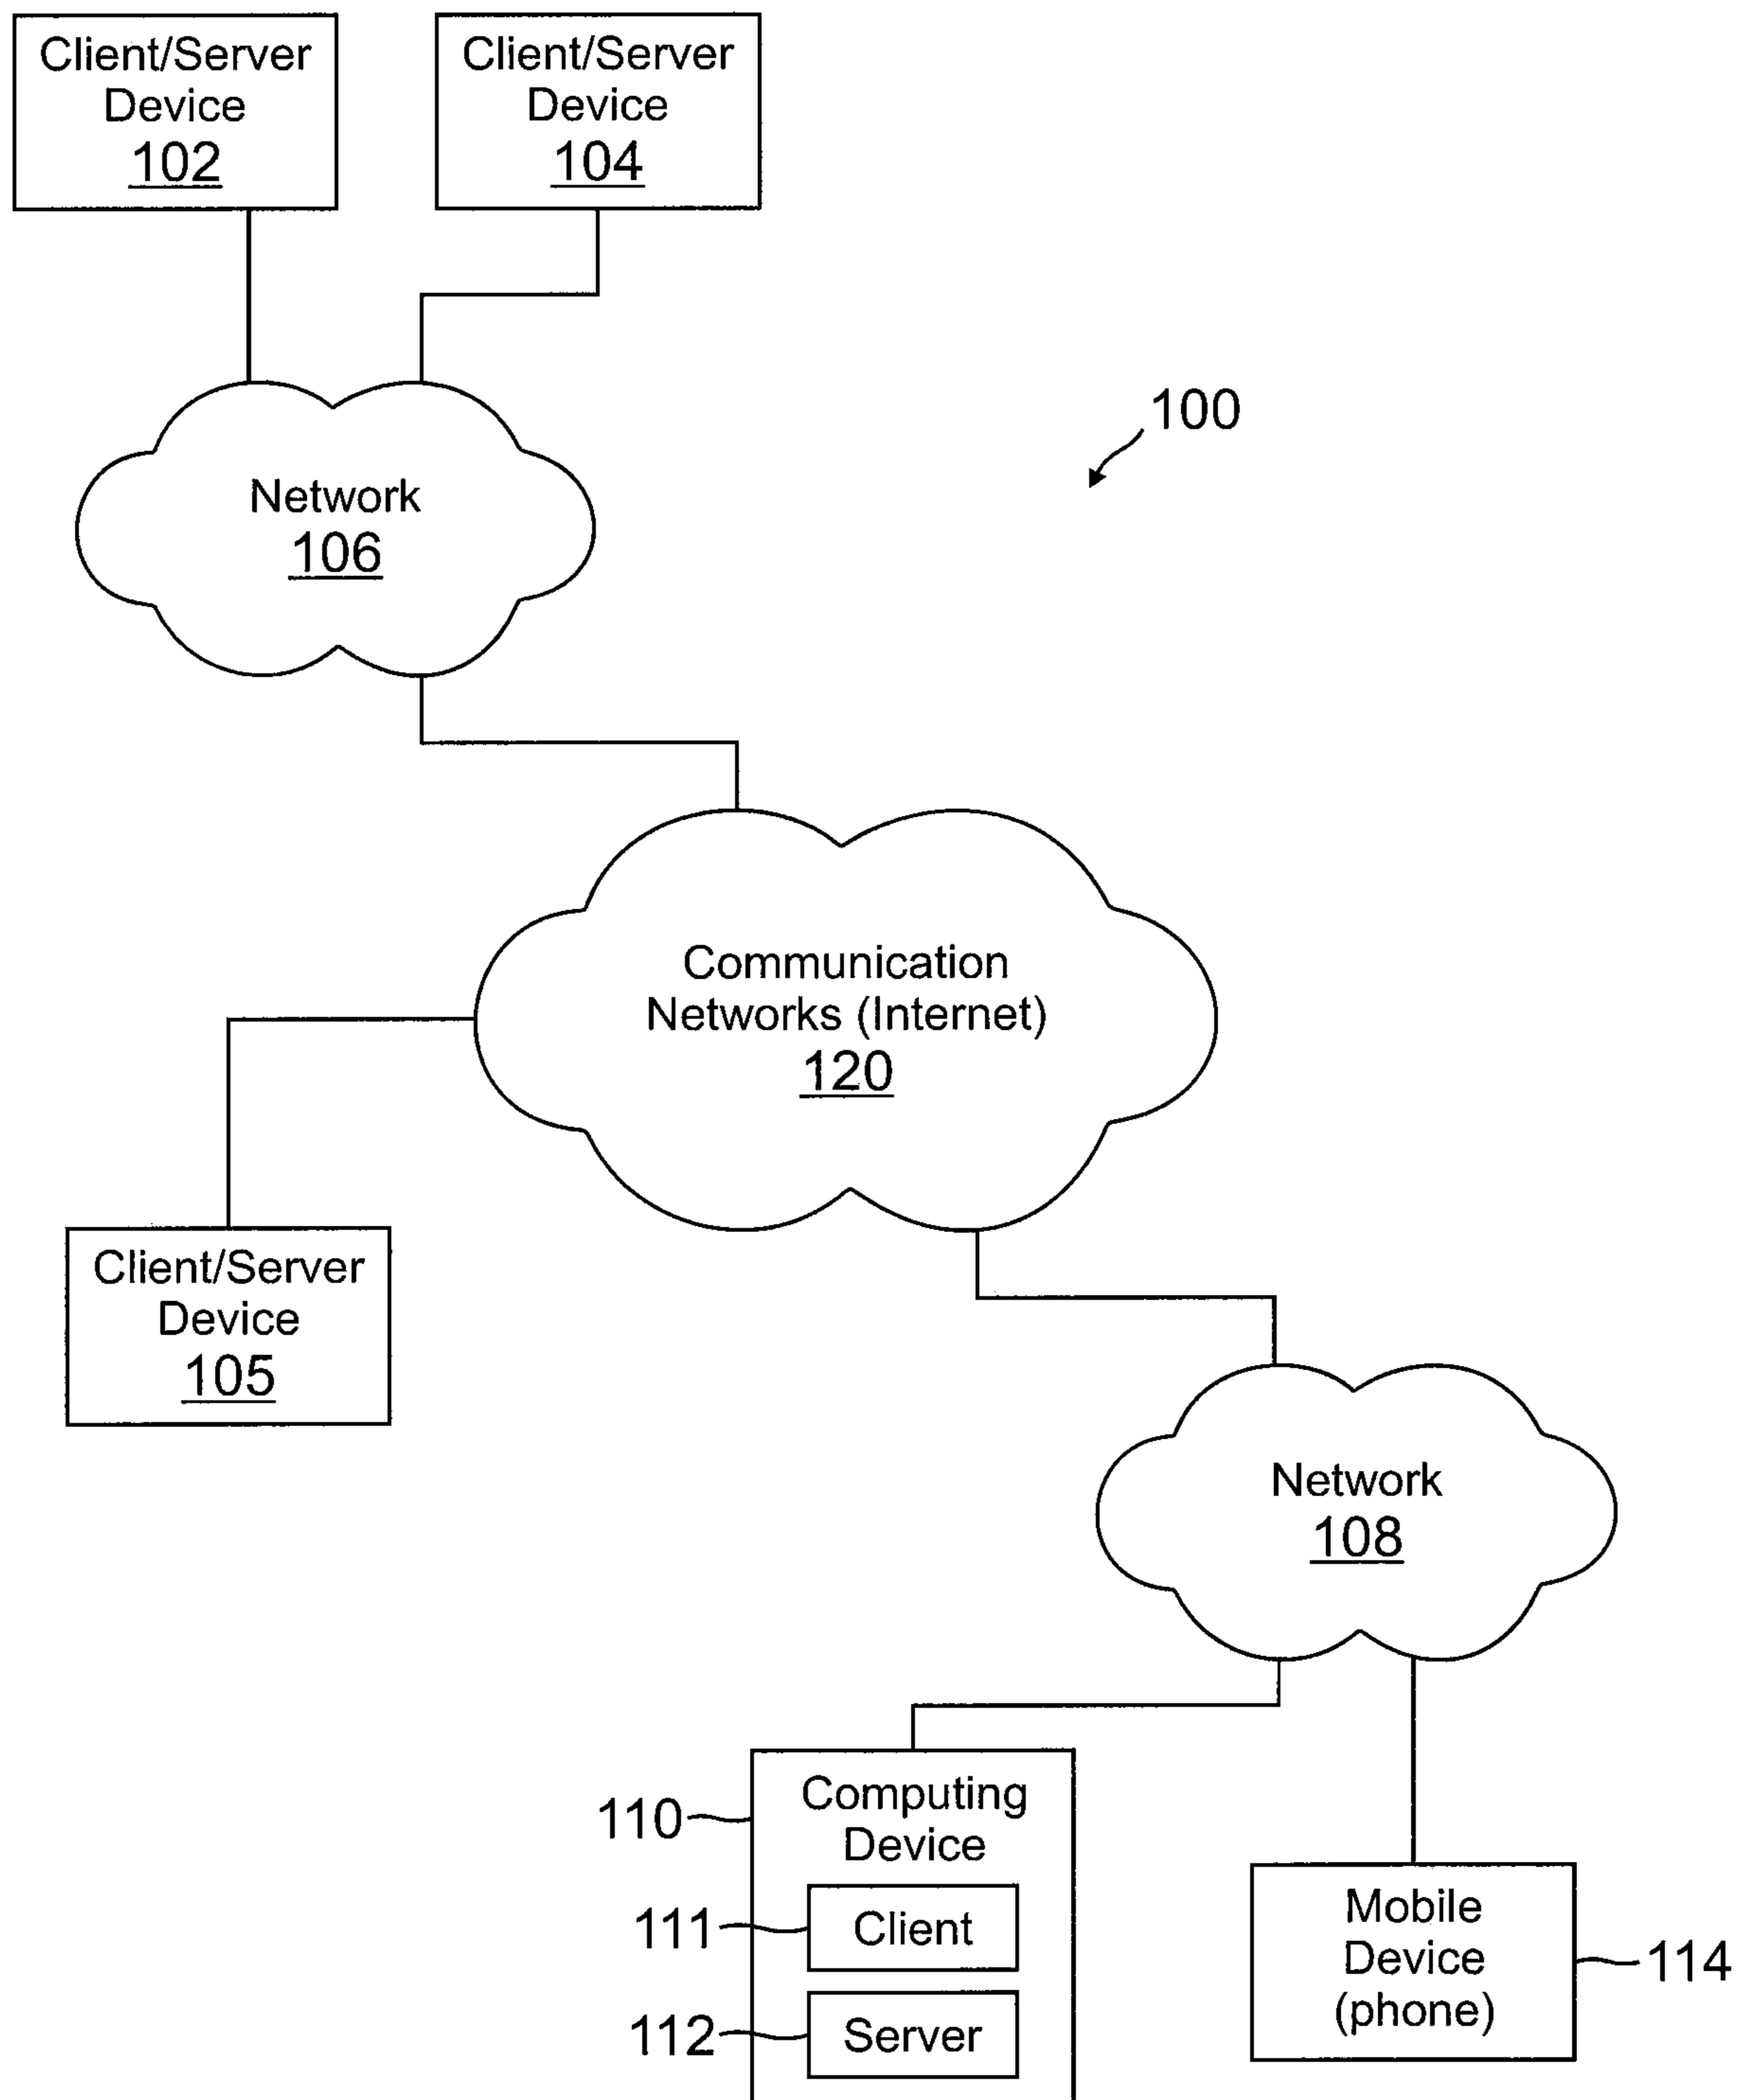 Client/Server
Device
102
Client/Server
Device
104
100
Network
106
Communication
Networks (Internet)
120
Client/Server
Device
105
Network
108
110
Computing
Device
111
Client
112
Server
Mobile
Device
(phone)
114